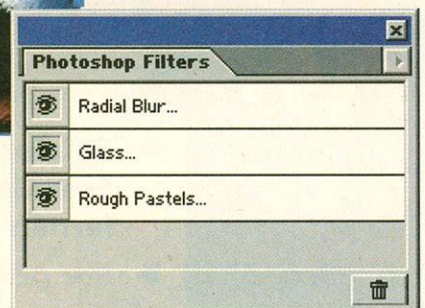 Photoshop Filters
Radial Blur...
Glass...
Rough Pastels...